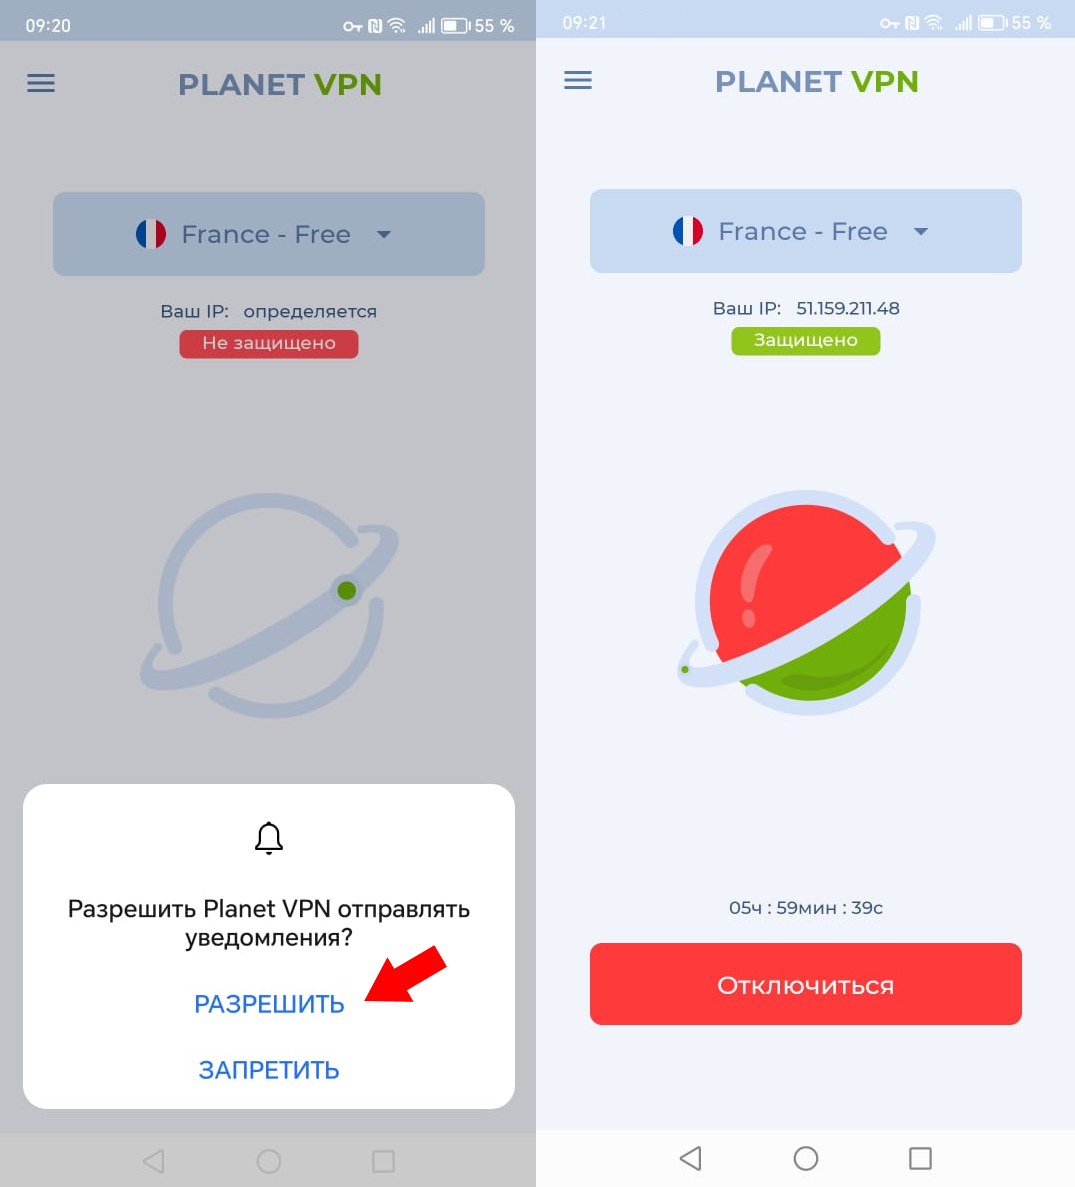 09:20
55 %
PLANET VPN
France - Free
Ваш IP: определяется
Не защищено
Разрешить Planet VPN отправлять
уведомления?
РАЗРЕШИТЬ
ЗАПРЕТИТЬ
09:21
55 %
PLANET VPN
France - Free
Ваш IP: 51.159.211.48
Защищено
05ч : 59мин : 39с
Отключиться